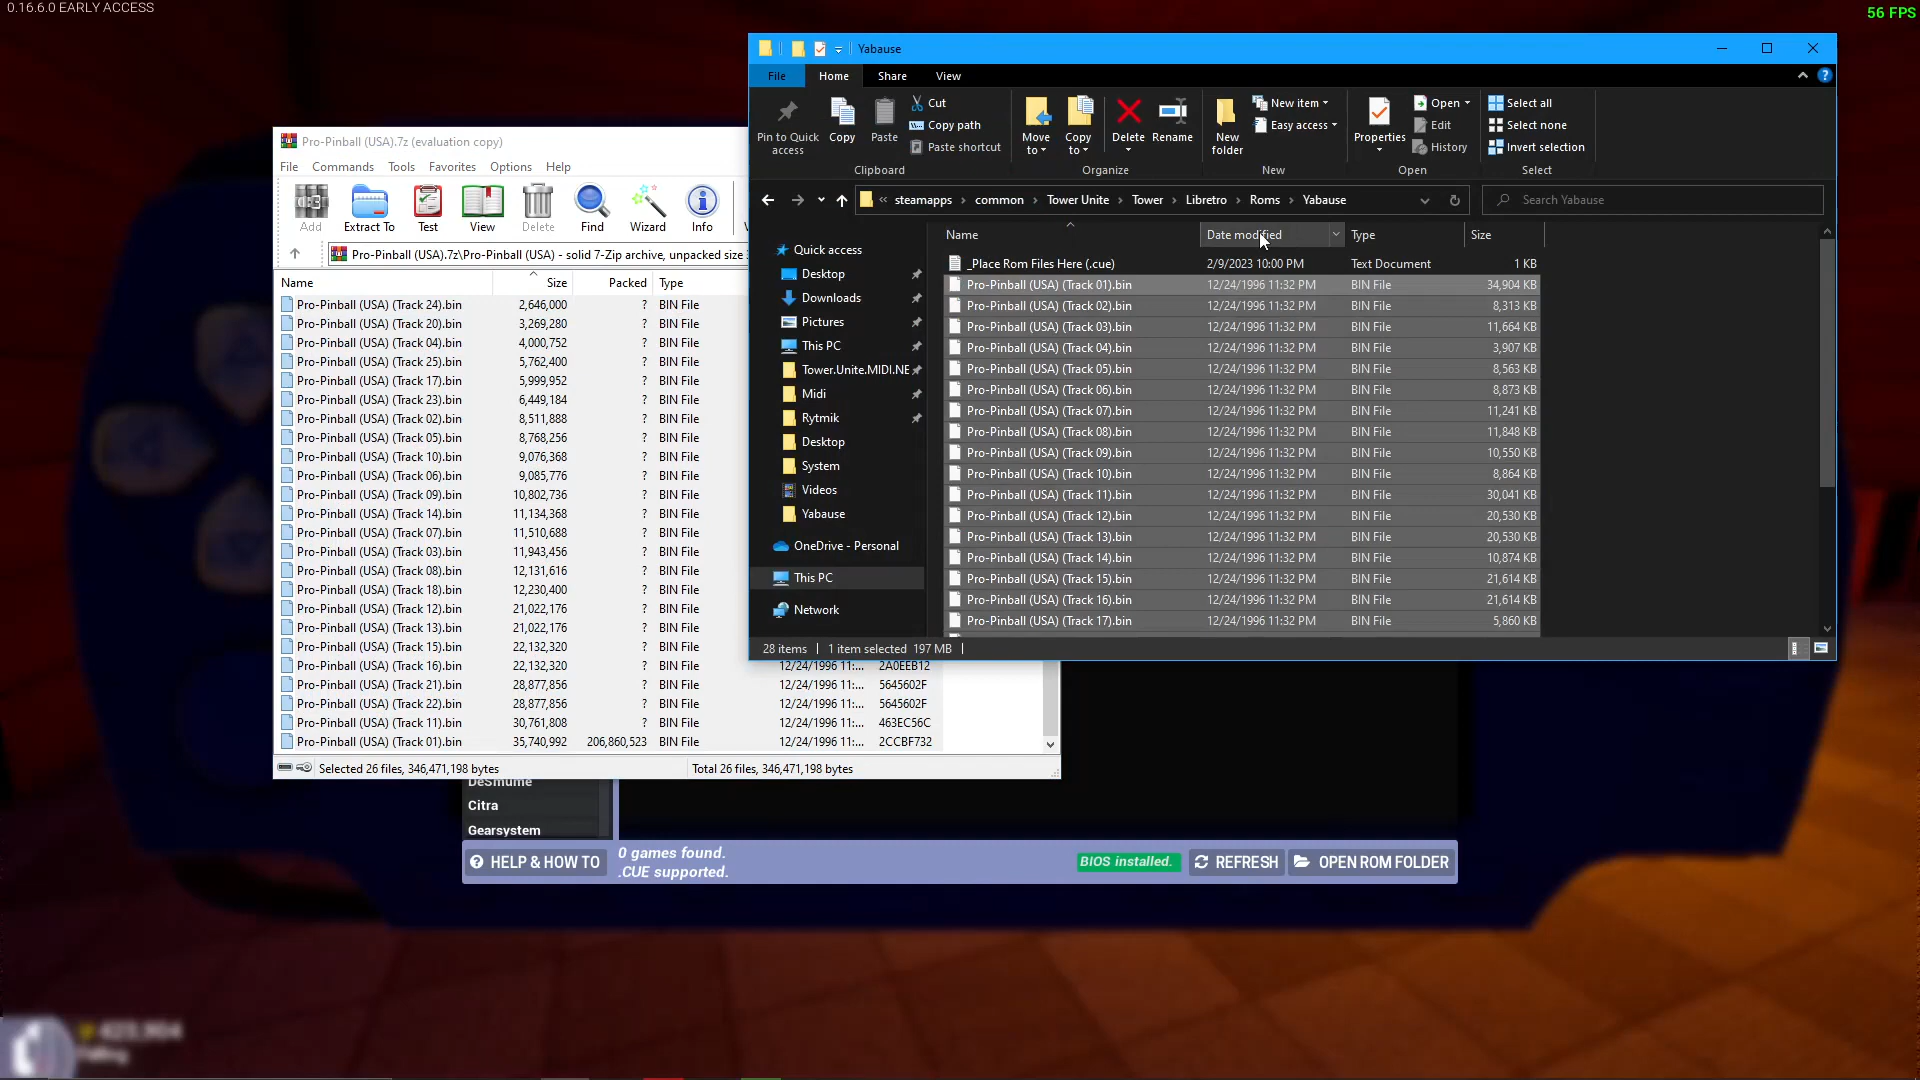 0.16.6.0 EARLY ACCESS
56 FPS
Yabause
File Home Share View
Pin to Quick access
Copy
Paste
Cut
Copy path
Paste shortcut
Move to
Copy to
Delete
Rename
New folder
New item
Easy access
Properties
Open
Edit
History
Select all
Select none
Invert selection
Clipboard
Organize
New
Open
Select
« steamapps › common › Tower Unite › Tower › Libretro › Roms › Yabause
Search Yabause
Quick access
Desktop
Downloads
Pictures
This PC
Tower.Unite.MIDI.NE
Midi
Rytmik
Desktop
System
Videos
Yabause
OneDrive - Personal
This PC
Network
Name Date modified Type Size
_Place Rom Files Here (.cue) 2/9/2023 10:00 PM Text Document 1 KB
Pro-Pinball (USA) (Track 01).bin 12/24/1996 11:32 PM BIN File 34,904 KB
Pro-Pinball (USA) (Track 02).bin 12/24/1996 11:32 PM BIN File 8,313 KB
Pro-Pinball (USA) (Track 03).bin 12/24/1996 11:32 PM BIN File 11,664 KB
Pro-Pinball (USA) (Track 04).bin 12/24/1996 11:32 PM BIN File 3,907 KB
Pro-Pinball (USA) (Track 05).bin 12/24/1996 11:32 PM BIN File 8,563 KB
Pro-Pinball (USA) (Track 06).bin 12/24/1996 11:32 PM BIN File 8,873 KB
Pro-Pinball (USA) (Track 07).bin 12/24/1996 11:32 PM BIN File 11,241 KB
Pro-Pinball (USA) (Track 08).bin 12/24/1996 11:32 PM BIN File 11,848 KB
Pro-Pinball (USA) (Track 09).bin 12/24/1996 11:32 PM BIN File 10,550 KB
Pro-Pinball (USA) (Track 10).bin 12/24/1996 11:32 PM BIN File 8,864 KB
Pro-Pinball (USA) (Track 11).bin 12/24/1996 11:32 PM BIN File 30,041 KB
Pro-Pinball (USA) (Track 12).bin 12/24/1996 11:32 PM BIN File 20,530 KB
Pro-Pinball (USA) (Track 13).bin 12/24/1996 11:32 PM BIN File 20,530 KB
Pro-Pinball (USA) (Track 14).bin 12/24/1996 11:32 PM BIN File 10,874 KB
Pro-Pinball (USA) (Track 15).bin 12/24/1996 11:32 PM BIN File 21,614 KB
Pro-Pinball (USA) (Track 16).bin 12/24/1996 11:32 PM BIN File 21,614 KB
Pro-Pinball (USA) (Track 17).bin 12/24/1996 11:32 PM BIN File 5,860 KB
28 items 1 item selected 197 MB
Pro-Pinball (USA).7z (evaluation copy)
File Commands Tools Favorites Options Help
Add Extract To Test View Delete Find Wizard Info
Pro-Pinball (USA).7z\Pro-Pinball (USA) - solid 7-Zip archive, unpacked size
Name Size Packed Type
Pro-Pinball (USA) (Track 24).bin 2,646,000 ? BIN File
Pro-Pinball (USA) (Track 20).bin 3,269,280 ? BIN File
Pro-Pinball (USA) (Track 04).bin 4,000,752 ? BIN File
Pro-Pinball (USA) (Track 25).bin 5,762,400 ? BIN File
Pro-Pinball (USA) (Track 17).bin 5,999,952 ? BIN File
Pro-Pinball (USA) (Track 23).bin 6,449,184 ? BIN File
Pro-Pinball (USA) (Track 02).bin 8,511,888 ? BIN File
Pro-Pinball (USA) (Track 05).bin 8,768,256 ? BIN File
Pro-Pinball (USA) (Track 10).bin 9,076,368 ? BIN File
Pro-Pinball (USA) (Track 06).bin 9,085,776 ? BIN File
Pro-Pinball (USA) (Track 09).bin 10,802,736 ? BIN File
Pro-Pinball (USA) (Track 14).bin 11,134,368 ? BIN File
Pro-Pinball (USA) (Track 07).bin 11,510,688 ? BIN File
Pro-Pinball (USA) (Track 03).bin 11,943,456 ? BIN File
Pro-Pinball (USA) (Track 08).bin 12,131,616 ? BIN File
Pro-Pinball (USA) (Track 18).bin 12,230,400 ? BIN File
Pro-Pinball (USA) (Track 12).bin 21,022,176 ? BIN File
Pro-Pinball (USA) (Track 13).bin 21,022,176 ? BIN File
Pro-Pinball (USA) (Track 15).bin 22,132,320 ? BIN File
Pro-Pinball (USA) (Track 16).bin 22,132,320 ? BIN File 12/24/1996 11:... 2A0EEB12
Pro-Pinball (USA) (Track 21).bin 28,877,856 ? BIN File 12/24/1996 11:... 5645602F
Pro-Pinball (USA) (Track 22).bin 28,877,856 ? BIN File 12/24/1996 11:... 5645602F
Pro-Pinball (USA) (Track 11).bin 30,761,808 ? BIN File 12/24/1996 11:... 463EC56C
Pro-Pinball (USA) (Track 01).bin 35,740,992 206,860,523 BIN File 12/24/1996 11:... 2CCBF732
Selected 26 files, 346,471,198 bytes
Total 26 files, 346,471,198 bytes
DeSmuME
Citra
Gearsystem
HELP & HOW TO
0 games found.
.CUE supported.
BIOS installed.
REFRESH
OPEN ROM FOLDER